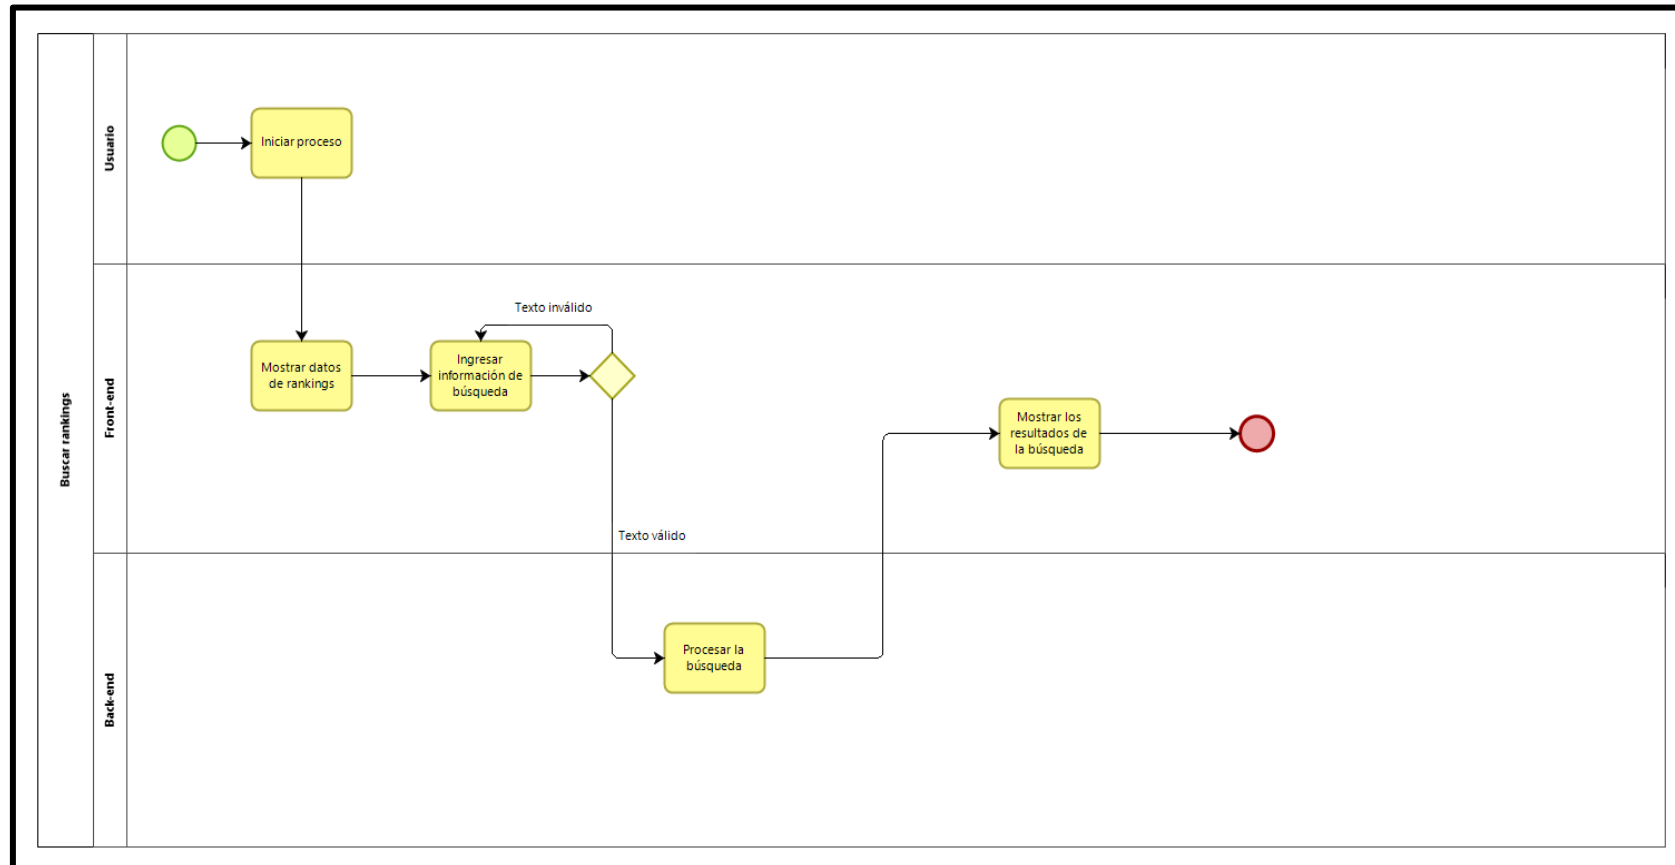 Buscar rankings
Usuario
Iniciar proceso
Front-end
Texto inválido
Mostrar datos
de rankings
Ingresar
información de
búsqueda
Mostrar los
resultados de
la búsqueda
Texto válido
Back-end
Procesar la
búsqueda